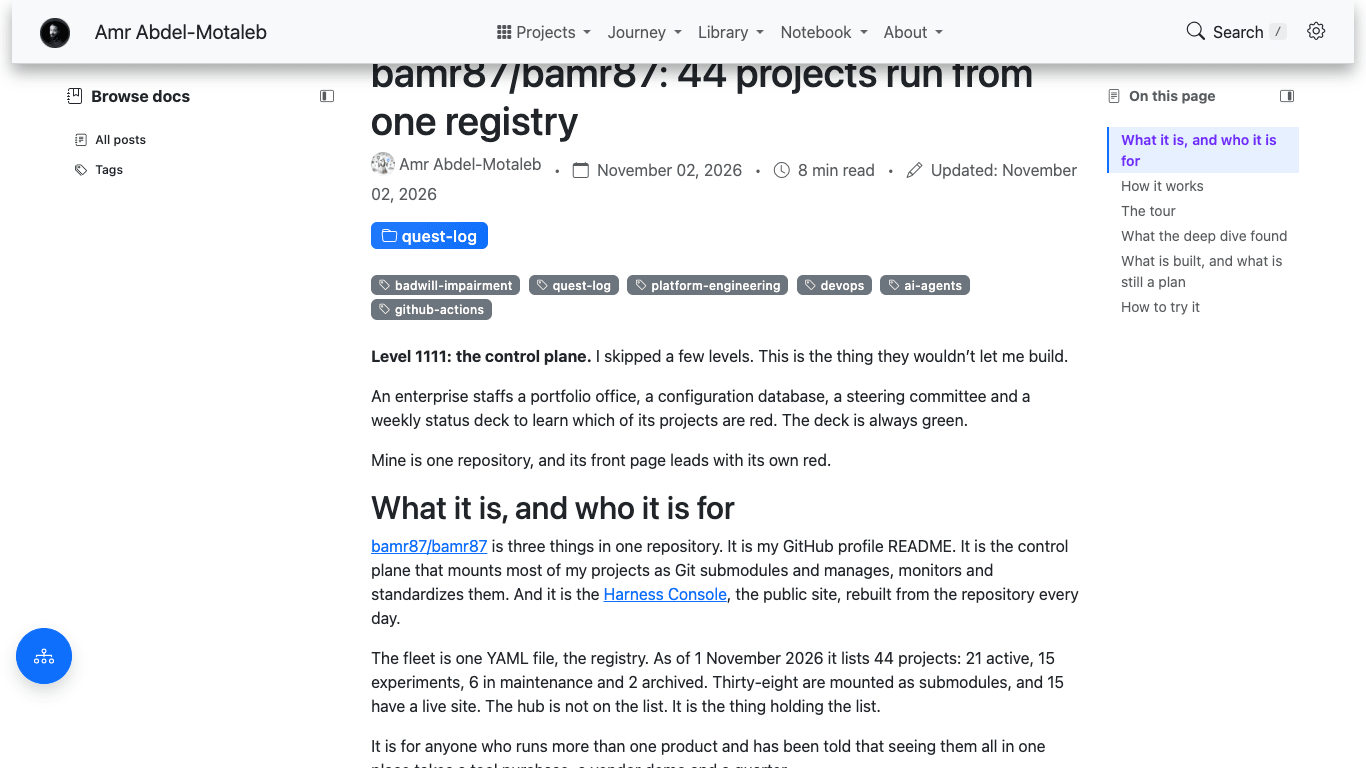 Amr Abdel-Motaleb
Projects
Journey
Library
Notebook
About
Search /
Browse docs
All posts
Tags
bamr87/bamr87: 44 projects run from
one registry
Amr Abdel-Motaleb • November 02, 2026 • 8 min read • Updated: November
02, 2026
quest-log
badwill-impairment quest-log platform-engineering devops ai-agents
github-actions
Level 1111: the control plane. I skipped a few levels. This is the thing they wouldn’t let me build.
An enterprise staffs a portfolio office, a configuration database, a steering committee and a
weekly status deck to learn which of its projects are red. The deck is always green.
Mine is one repository, and its front page leads with its own red.
What it is, and who it is for
bamr87/bamr87 is three things in one repository. It is my GitHub profile README. It is the control
plane that mounts most of my projects as Git submodules and manages, monitors and
standardizes them. And it is the Harness Console, the public site, rebuilt from the repository every
day.
The fleet is one YAML file, the registry. As of 1 November 2026 it lists 44 projects: 21 active, 15
experiments, 6 in maintenance and 2 archived. Thirty-eight are mounted as submodules, and 15
have a live site. The hub is not on the list. It is the thing holding the list.
It is for anyone who runs more than one product and has been told that seeing them all in one
place takes a tool purchase, a vendor demo and a quarter.
On this page
What it is, and who it is
for
How it works
The tour
What the deep dive found
What is built, and what is
still a plan
How to try it